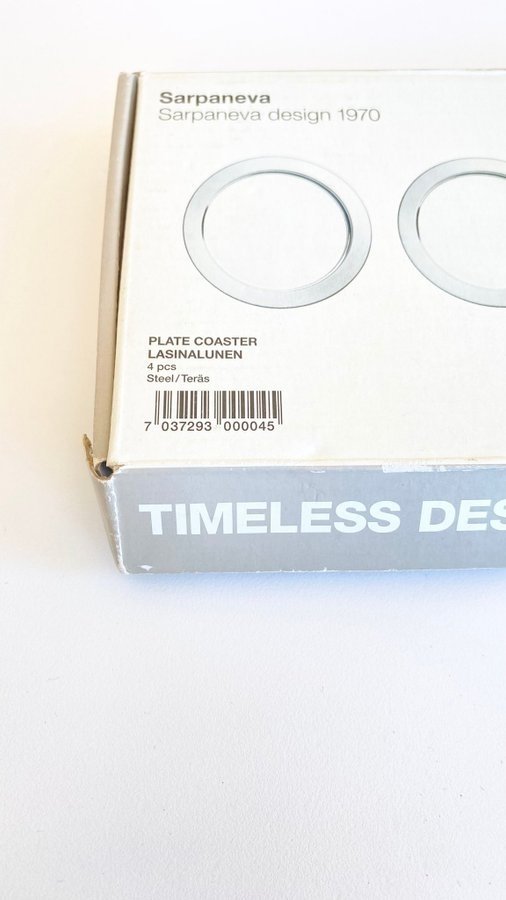 Sarpaneva
Sarpaneva design 1970
PLATE COASTER
LASINALUNEN
4 pcs
Steel/Teräs
7 037293 000045
TIMELESS DES